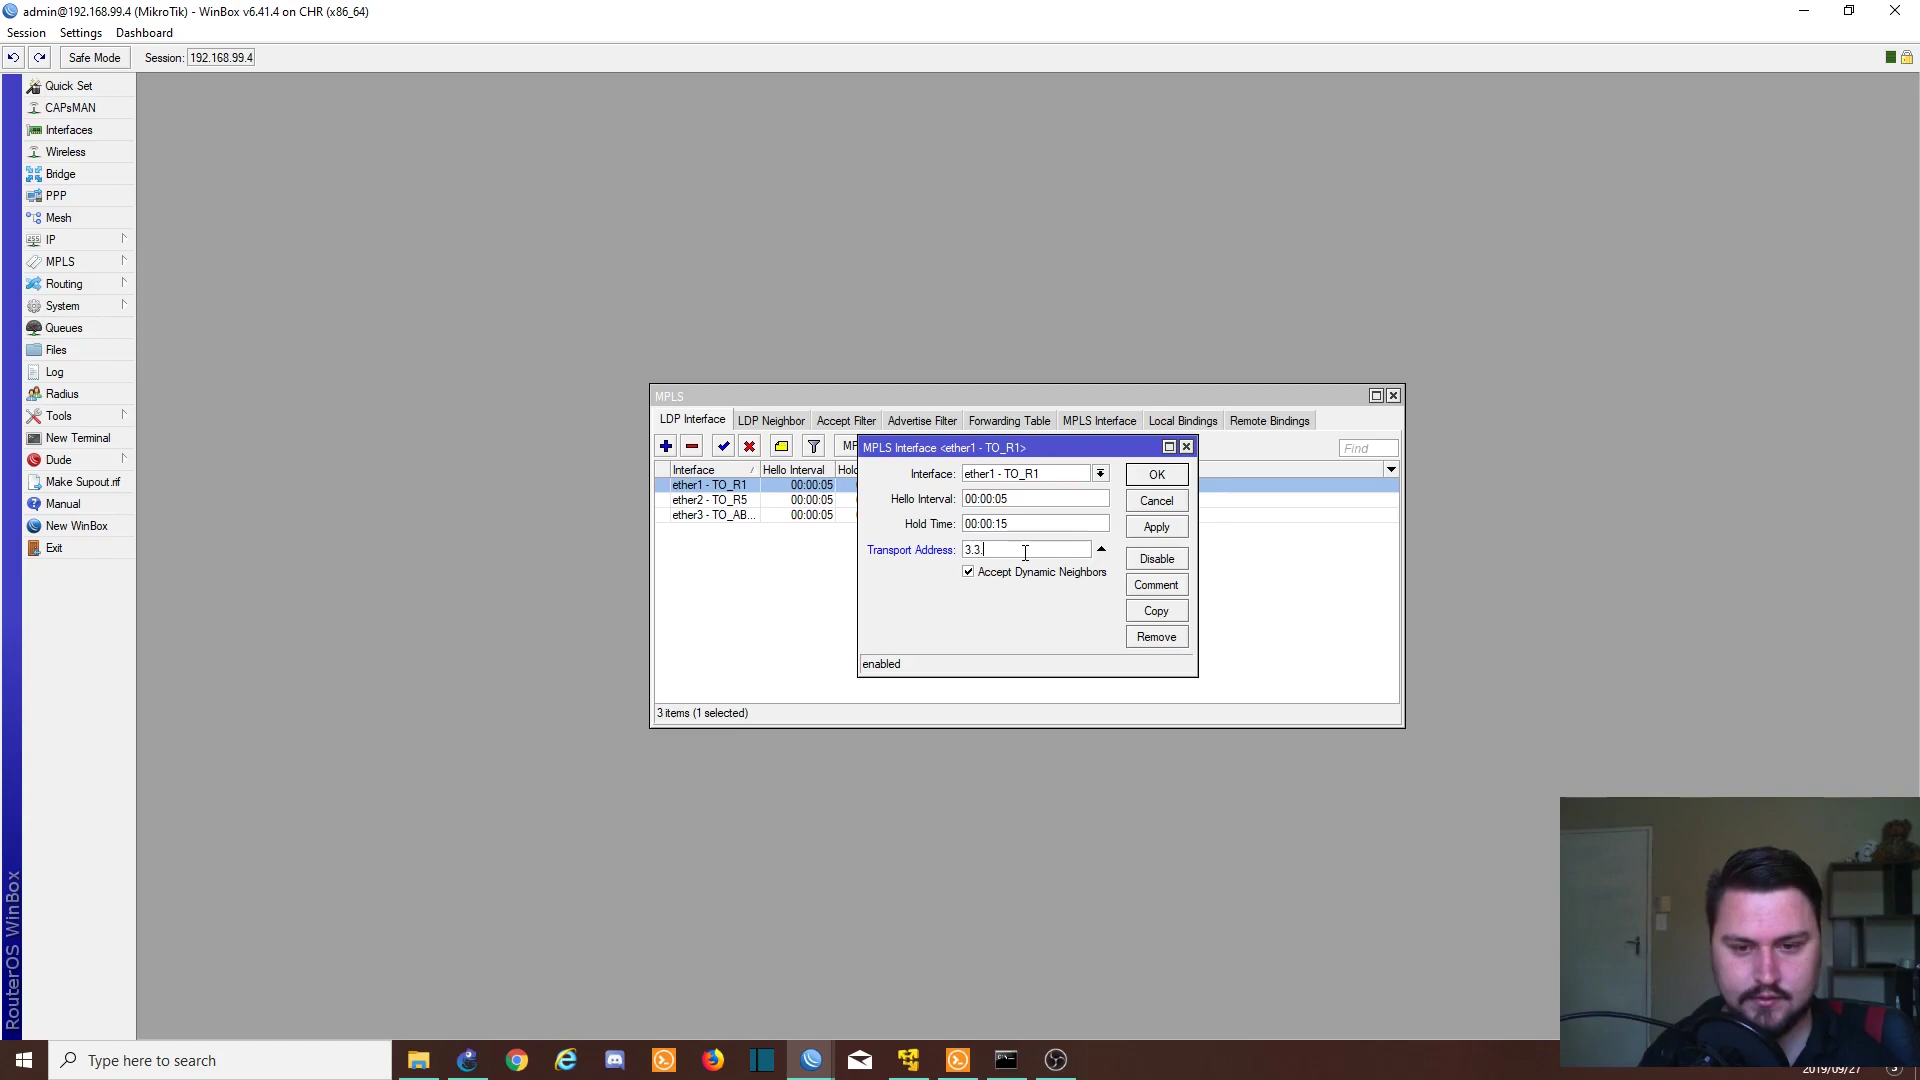 admin@192.168.99.4 (MikroTik) - WinBox v6.41.4 on CHR (x86_64)
Session Settings Dashboard
Safe Mode Session: 192.168.99.4
Quick Set
CAPsMAN
Interfaces
Wireless
Bridge
PPP
Mesh
IP
MPLS
Routing
System
Queues
Files
Log
Radius
Tools
New Terminal
Dude
Make Supout.rif
Manual
New WinBox
Exit
RouterOS WinBox
MPLS
LDP Interface LDP Neighbor Accept Filter Advertise Filter Forwarding Table MPLS Interface Local Bindings Remote Bindings
Find
Interface Hello Interval
ether1 - TO_R1 00:00:05
ether2 - TO_R5 00:00:05
ether3 - TO_AB... 00:00:05
3 items (1 selected)
MPLS Interface <ether1 - TO_R1>
Interface: ether1 - TO_R1 OK
Hello Interval: 00:00:05 Cancel
Hold Time: 00:00:15 Apply
Transport Address: 3.3.
Accept Dynamic Neighbors
Disable
Comment
Copy
Remove
enabled
Type here to search
2019/09/27